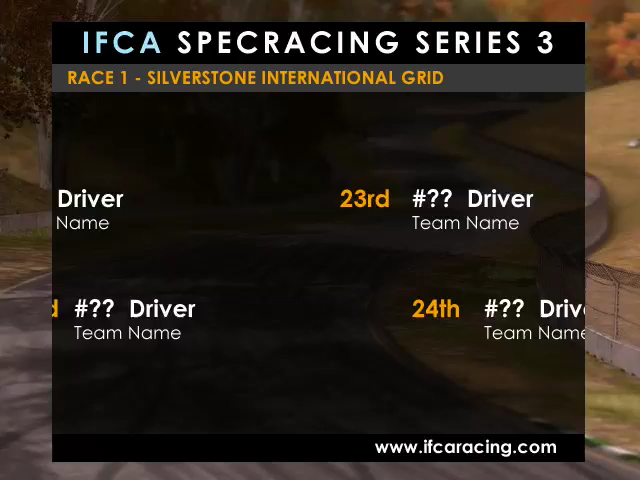 IFCA SPECRACING SERIES 3
RACE 1 - SILVERSTONE INTERNATIONAL GRID
Driver
Name
23rd #?? Driver
Team Name
d #?? Driver
Team Name
24th #?? Drive
Team Name
www.ifcaracing.com